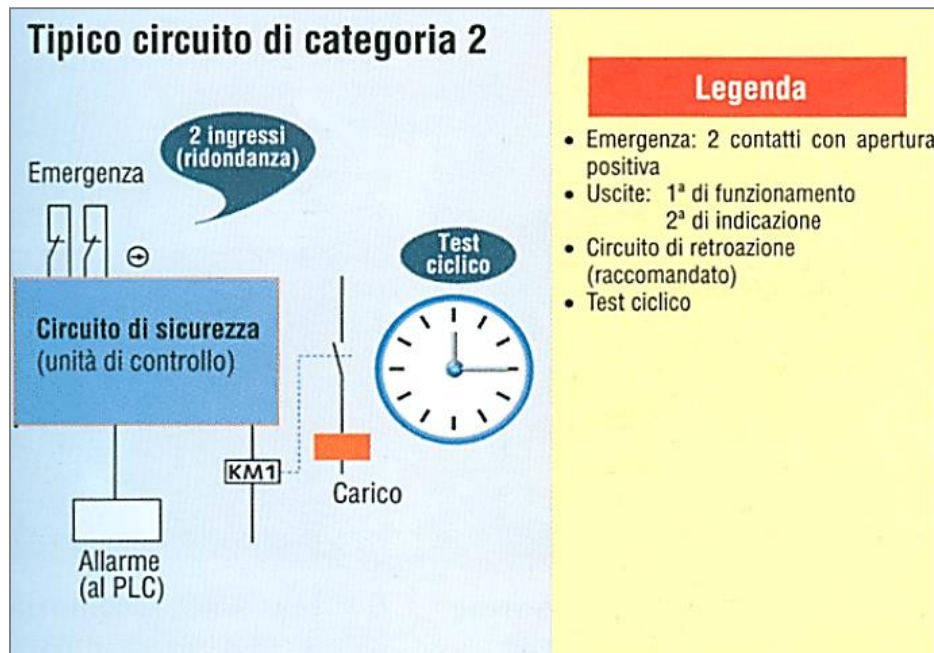 Tipico circuito di categoria 2
2 ingressi
(ridondanza)
Emergenza
Test
ciclico
Circuito di sicurezza
(unità di controllo)
KM1
Carico
Allarme
(al PLC)
Legenda
• Emergenza: 2 contatti con apertura
positiva
• Uscite: 1ª di funzionamento
2ª di indicazione
• Circuito di retroazione
(raccomandato)
• Test ciclico